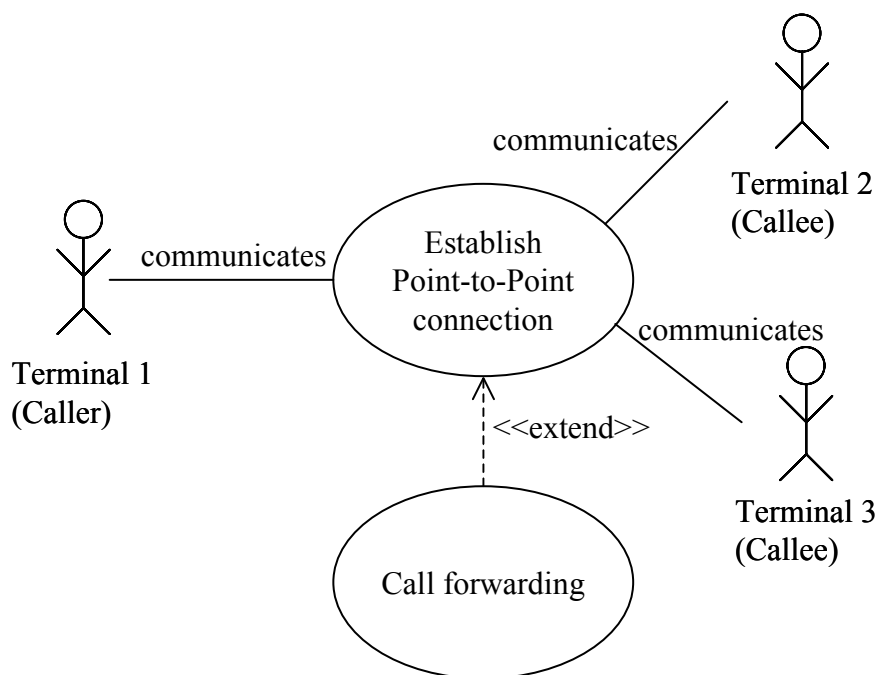 communicates
Terminal 2
(Callee)
communicates
Establish
Point-to-Point
connection
communicates
Terminal 1
(Caller)
<<extend>>
Terminal 3
(Callee)
Call forwarding